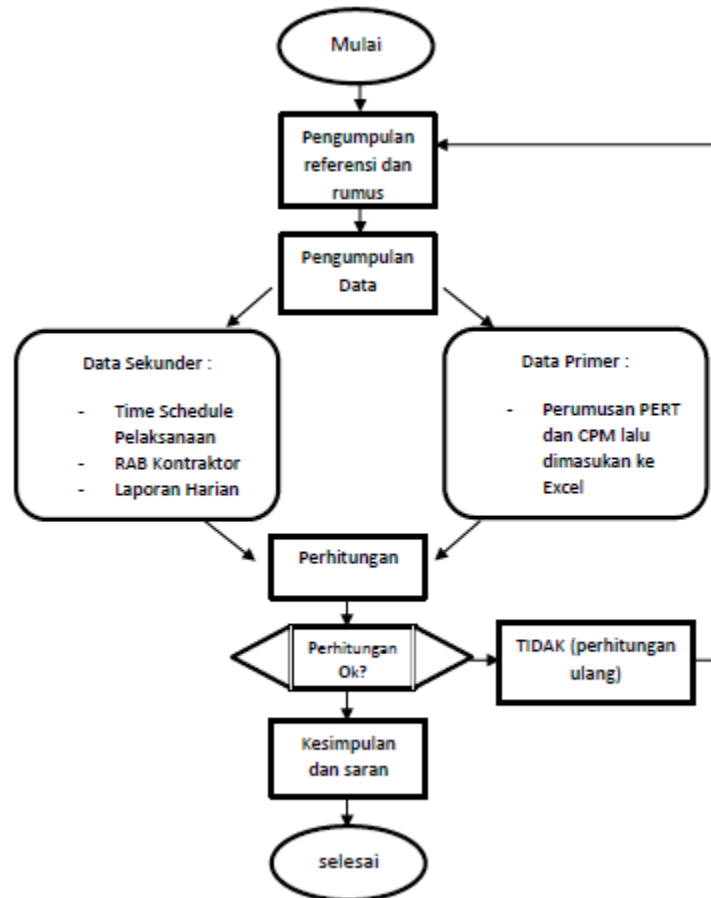 Mulai
Pengumpulan
referensi dan
rumus
Pengumpulan
Data
Data Sekunder :
- Time Schedule
Pelaksanaan
- RAB Kontraktor
- Laporan Harian
Data Primer :
- Perumusan PERT
dan CPM lalu
dimasukan ke
Excel
Perhitungan
Perhitungan
Ok?
TIDAK (perhitungan
ulang)
Kesimpulan
dan saran
selesai